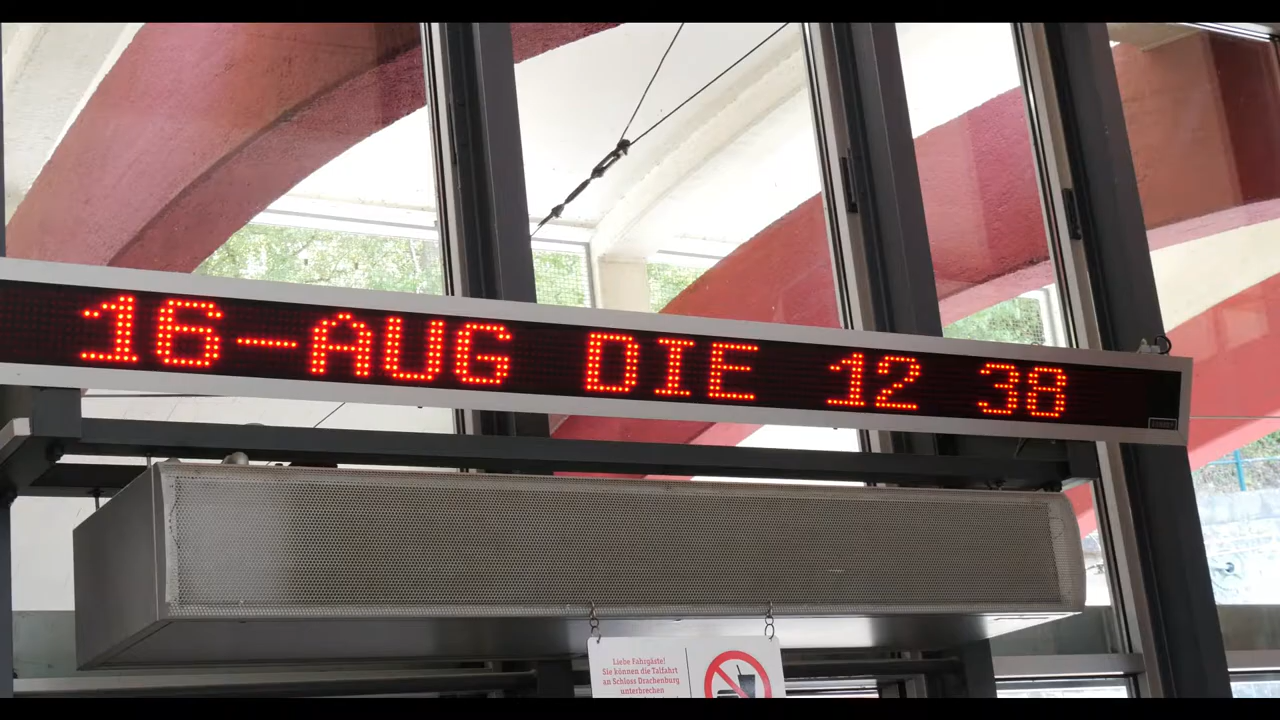 16-AUG DIE 12 38
Liebe Fahrgäste!
Sie können die Talfahrt
an Schloss Drachenburg
unterbrechen